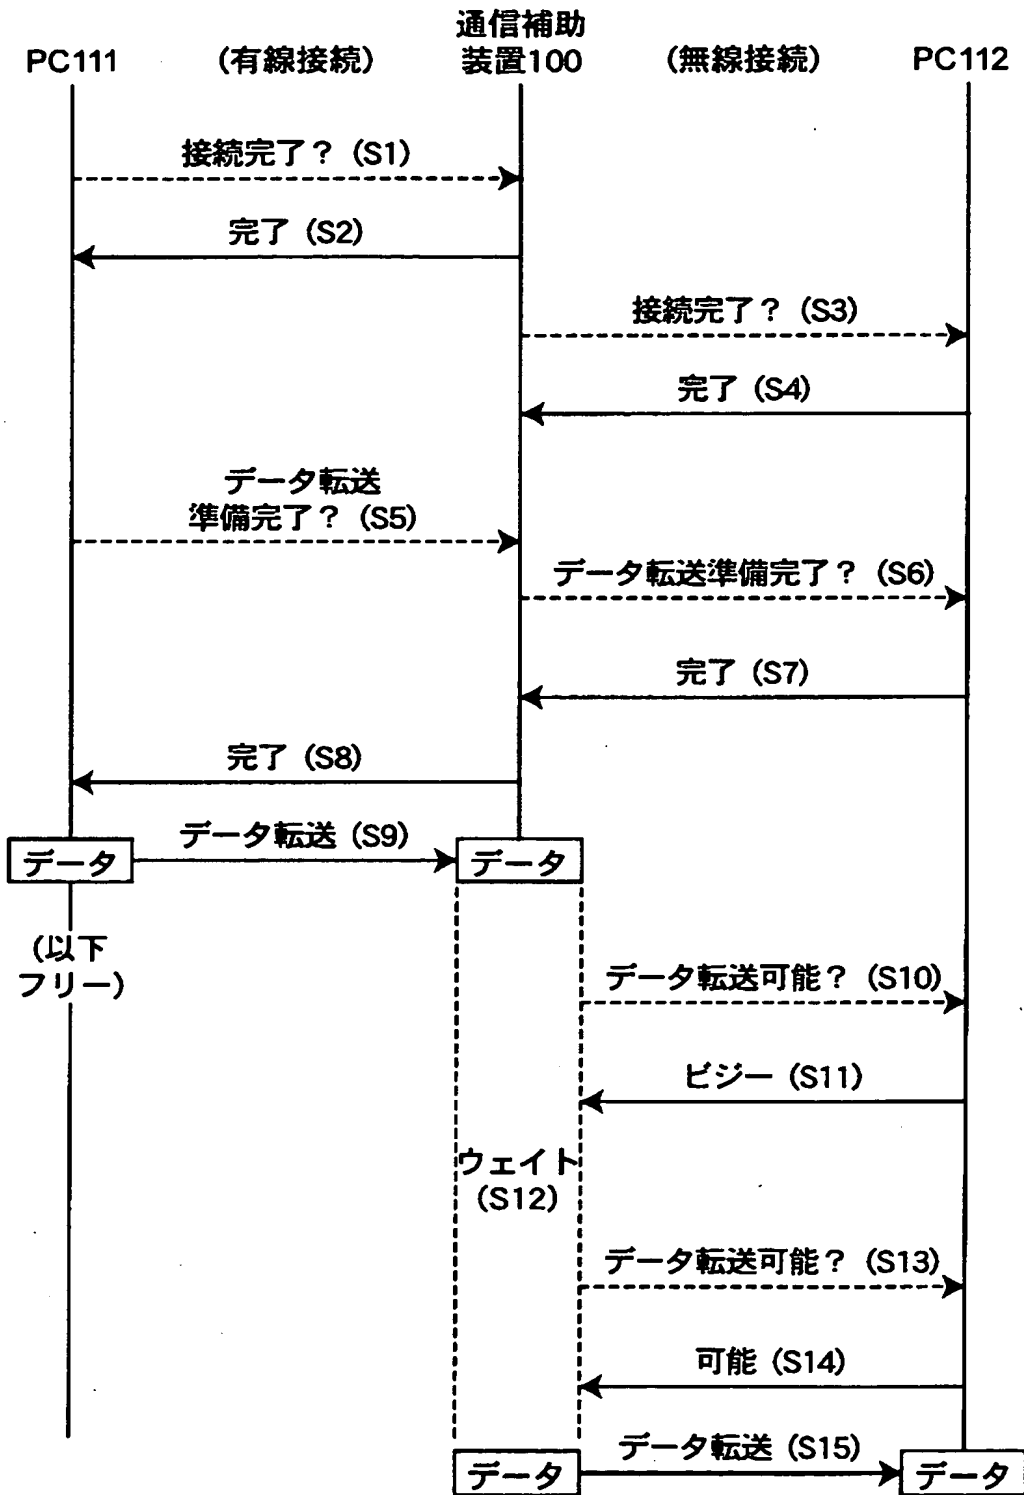 PC111
(有線接続)
通信補助
装置100
(無線接続)
PC112
接続完了？(S1)
完了 (S2)
接続完了？(S3)
完了 (S4)
データ転送
準備完了？(S5)
データ転送準備完了？(S6)
完了 (S7)
完了 (S8)
データ
データ転送 (S9)
データ
(以下
フリー)
データ転送可能？(S10)
ビジー (S11)
ウェイト
(S12)
データ転送可能？(S13)
可能 (S14)
データ
データ転送 (S15)
データ